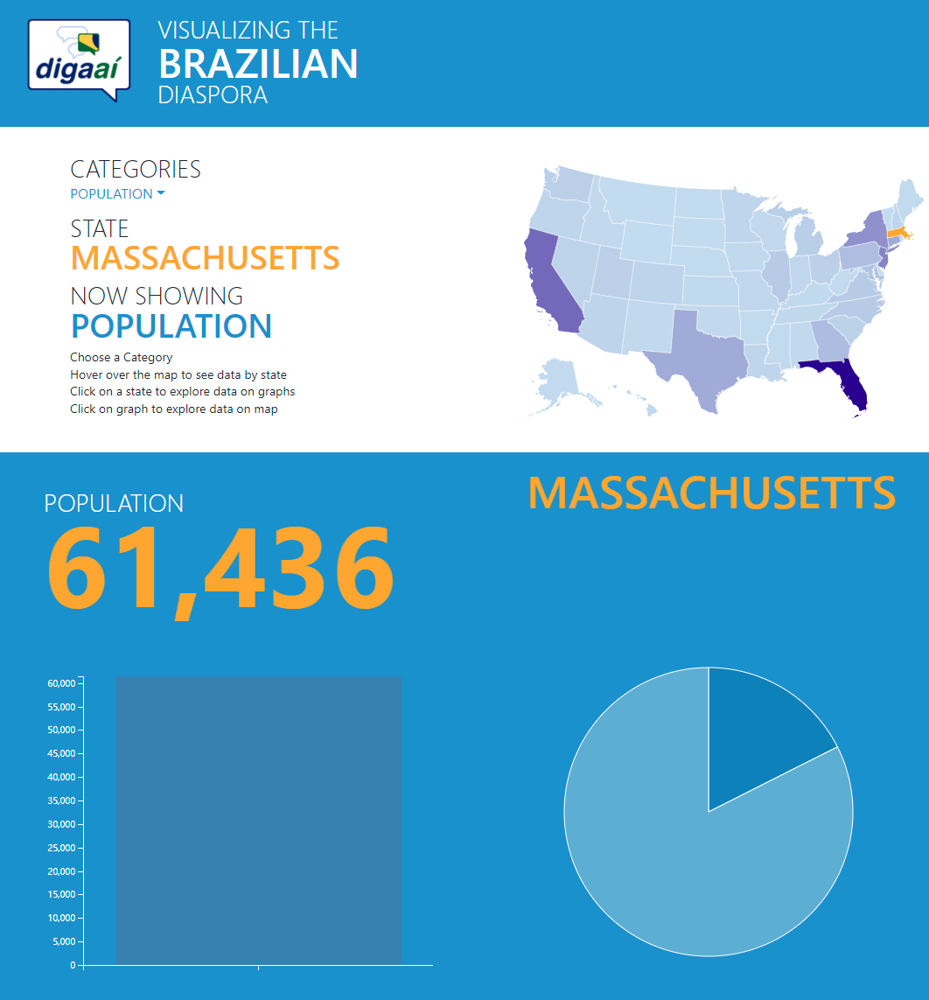 digaaí
VISUALIZING THE
BRAZILIAN
DIASPORA
CATEGORIES
POPULATION
STATE
MASSACHUSETTS
NOW SHOWING
POPULATION
Choose a Category
Hover over the map to see data by state
Click on a state to explore data on graphs
Click on graph to explore data on map
MASSACHUSETTS
POPULATION
61,436
60,000
55,000
50,000
45,000
40,000
35,000
30,000
25,000
20,000
15,000
10,000
5,000
0